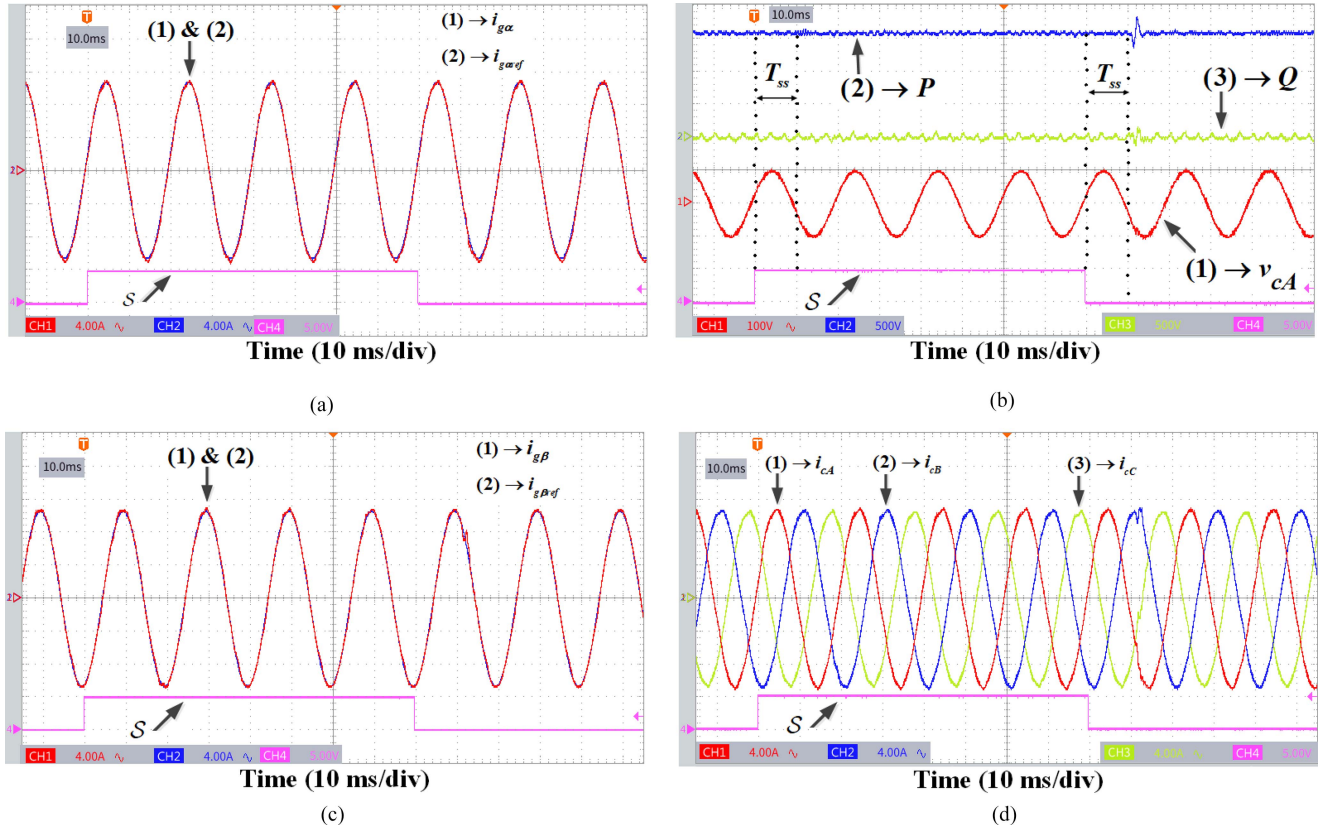 T
10.0ms
(1) & (2)
(1) → i_gα
(2) → i_gαref
2
4
S
CH1 4.00A ∿ CH2 4.00A ∿ CH4 5.00V
Time (10 ms/div)
(a)
T
10.0ms
T_ss
T_ss
(2) → P
(3) → Q
2
1
(1) → v_cA
4
S
CH1 100V ∿ CH2 500V CH3 500V CH4 5.00V
Time (10 ms/div)
(b)
T
10.0ms
(1) & (2)
(1) → i_gβ
(2) → i_gβref
2
4
S
CH1 4.00A ∿ CH2 4.00A ∿ CH4 5.00V
Time (10 ms/div)
(c)
T
10.0ms
(1) → i_cA
(2) → i_cB
(3) → i_cC
4
S
CH1 4.00A ∿ CH2 4.00A ∿ CH3 4.00A ∿ CH4 5.00V
Time (10 ms/div)
(d)